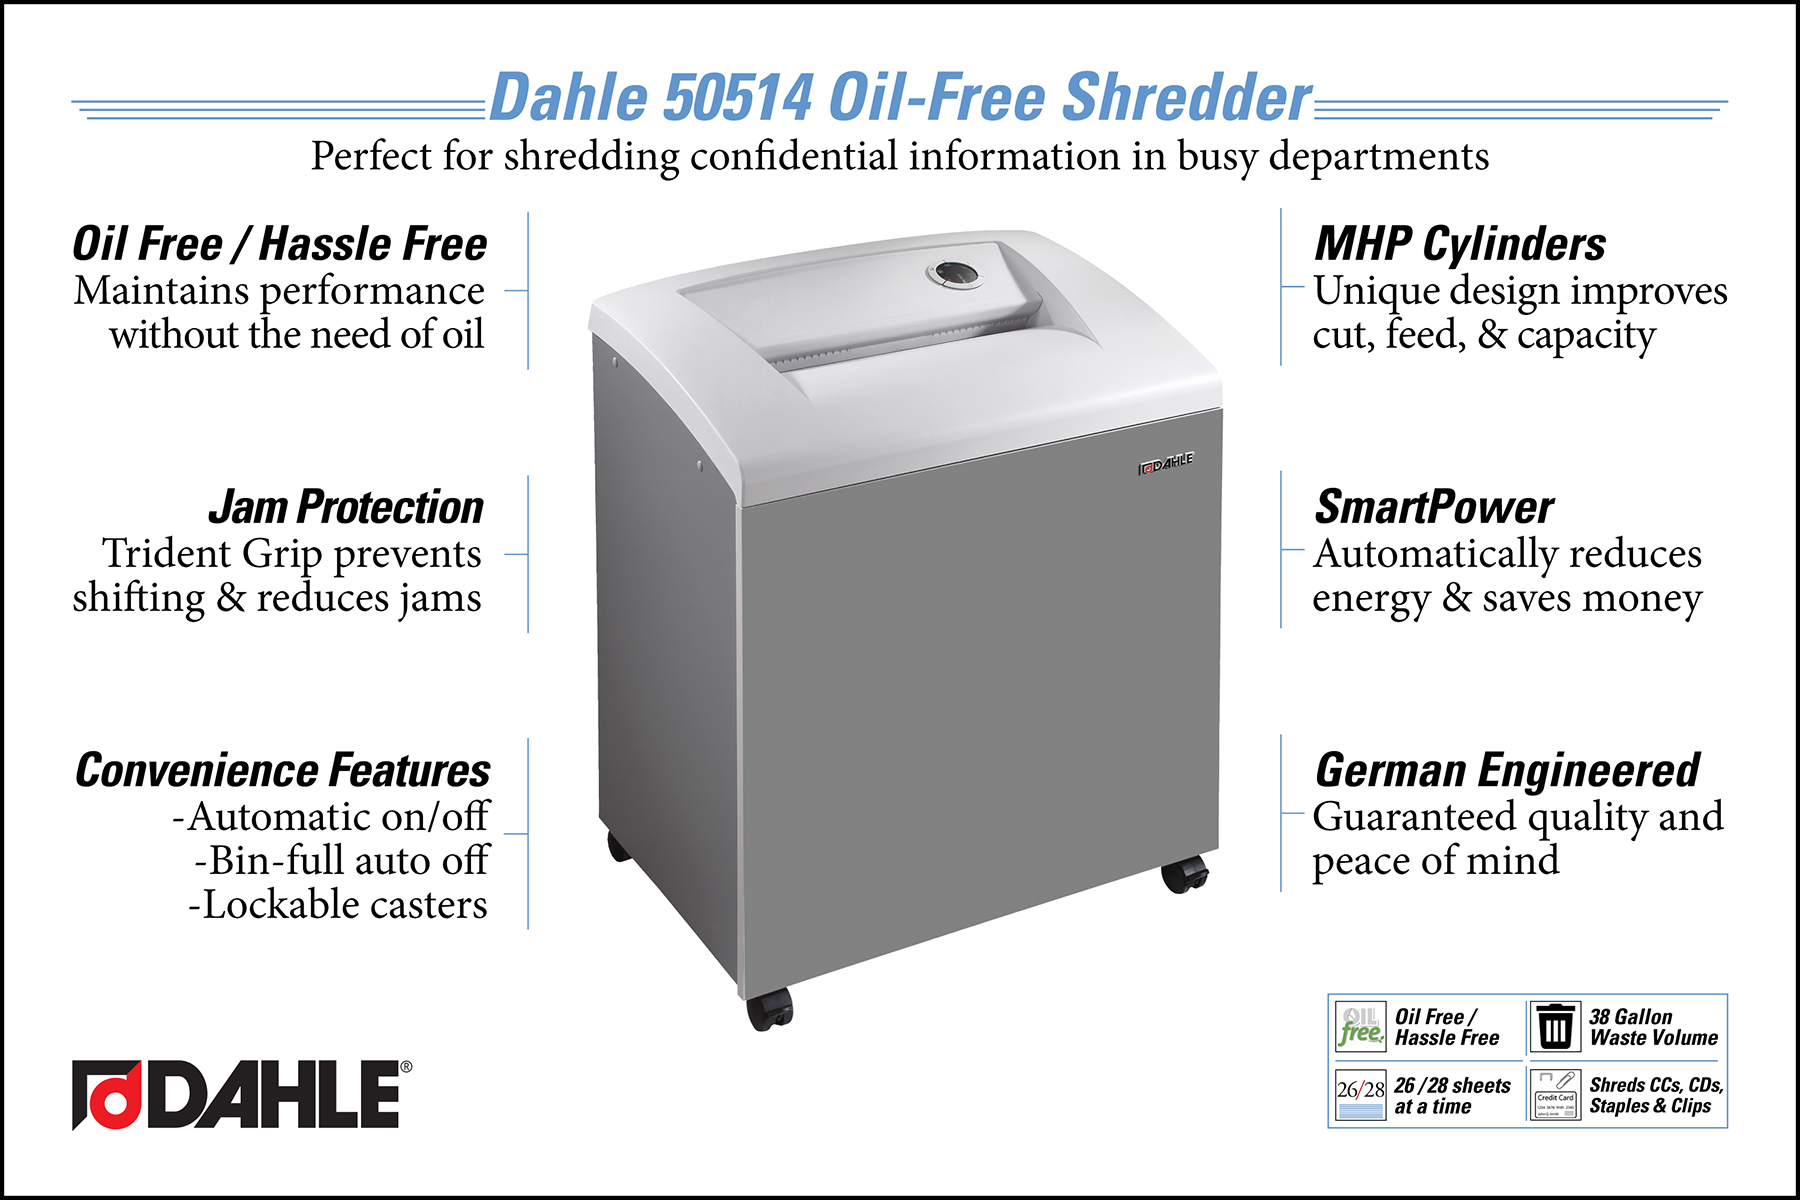 Dahle 50514 Oil-Free Shredder
Perfect for shredding confidential information in busy departments
Oil Free / Hassle Free
Maintains performance
without the need of oil
Jam Protection
Trident Grip prevents
shifting & reduces jams
Convenience Features
-Automatic on/off
-Bin-full auto off
-Lockable casters
MHP Cylinders
Unique design improves
cut, feed, & capacity
SmartPower
Automatically reduces
energy & saves money
German Engineered
Guaranteed quality and
peace of mind
DAHLE
DAHLE®
OIL
free
Oil Free /
Hassle Free
38 Gallon
Waste Volume
26/28
26 /28 sheets
at a time
Credit Card
Shreds CCs, CDs,
Staples & Clips